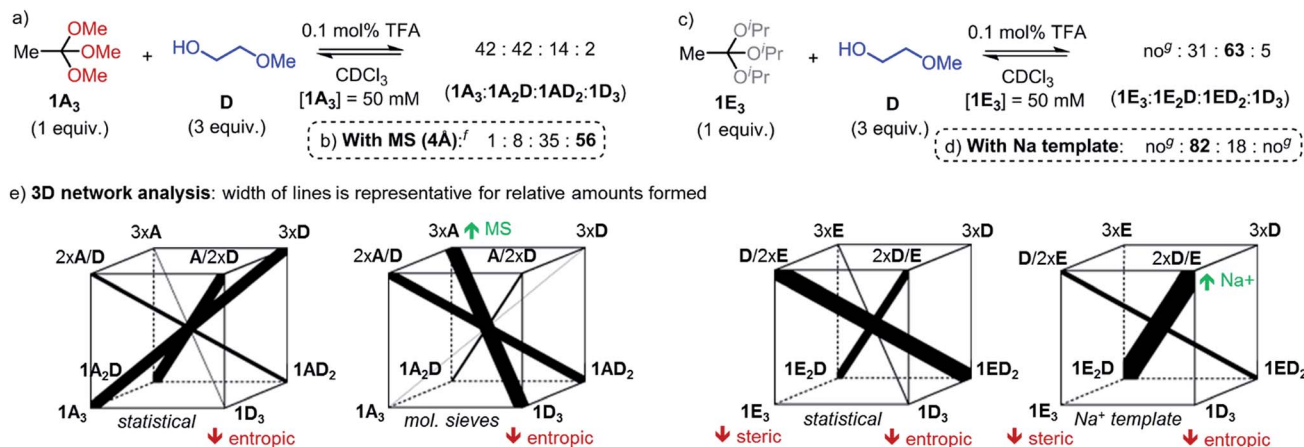 a)
OMe
Me
OMe
OMe
1A₃
(1 equiv.)
+
HO
OMe
D
(3 equiv.)
0.1 mol% TFA
CDCl₃
[1A₃] = 50 mM
42 : 42 : 14 : 2
(1A₃:1A₂D:1AD₂:1D₃)
b) With MS (4Å):ᶠ 1 : 8 : 35 : 56
c)
OⁱPr
Me
OⁱPr
OⁱPr
1E₃
(1 equiv.)
+
HO
OMe
D
(3 equiv.)
0.1 mol% TFA
CDCl₃
[1E₃] = 50 mM
noᵍ : 31 : 63 : 5
(1E₃:1E₂D:1ED₂:1D₃)
d) With Na template: noᵍ : 82 : 18 : noᵍ
e) 3D network analysis: width of lines is representative for relative amounts formed
3xA
3xD
2xA/D
A/2xD
1A₂D
1AD₂
1A₃
statistical
1D₃
entropic
3xA
MS
3xD
2xA/D
A/2xD
1A₂D
1AD₂
1A₃
mol. sieves
1D₃
entropic
3xE
3xD
D/2xE
2xD/E
1E₂D
1ED₂
1E₃
statistical
1D₃
steric
entropic
3xE
3xD
D/2xE
2xD/E
Na+
1E₂D
1ED₂
1E₃
Na⁺ template
1D₃
steric
entropic